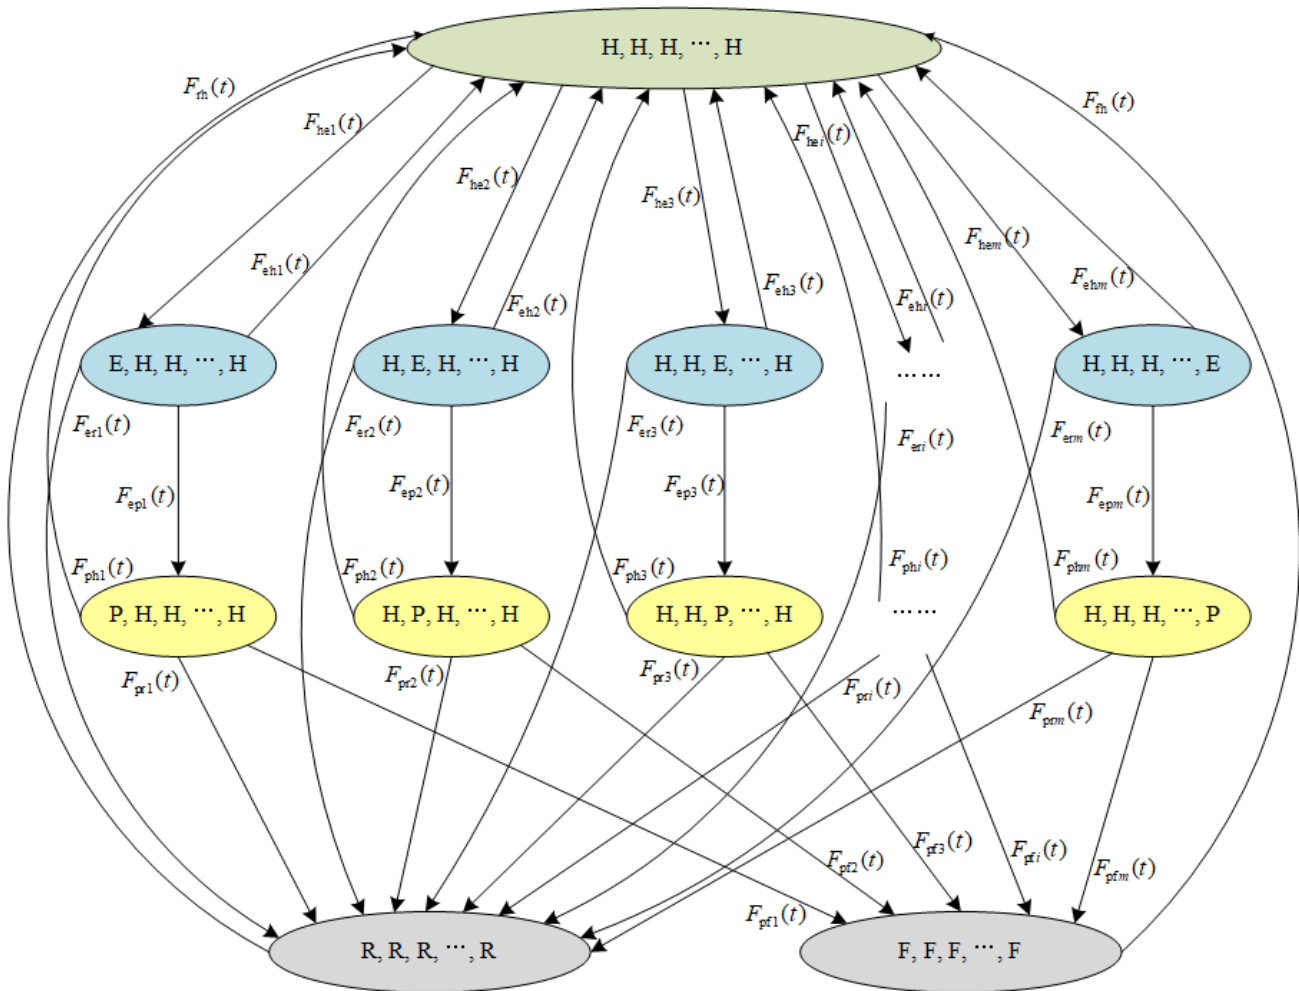 H, H, H, ···, H
F_rh(t)
F_he1(t)
F_he2(t)
F_he3(t)
F_hei(t)
F_hem(t)
F_fh(t)
F_eh1(t)
F_eh2(t)
F_eh3(t)
F_ehi(t)
F_ehm(t)
E, H, H, ···, H
H, E, H, ···, H
H, H, E, ···, H
······
H, H, H, ···, E
F_er1(t)
F_er2(t)
F_er3(t)
F_eri(t)
F_erm(t)
F_ep1(t)
F_ep2(t)
F_ep3(t)
F_epm(t)
F_ph1(t)
F_ph2(t)
F_ph3(t)
F_phi(t)
F_phm(t)
P, H, H, ···, H
H, P, H, ···, H
H, H, P, ···, H
······
H, H, H, ···, P
F_pr1(t)
F_pr2(t)
F_pr3(t)
F_pri(t)
F_prm(t)
F_pf1(t)
F_pf2(t)
F_pf3(t)
F_pfi(t)
F_pfm(t)
R, R, R, ···, R
F, F, F, ···, F